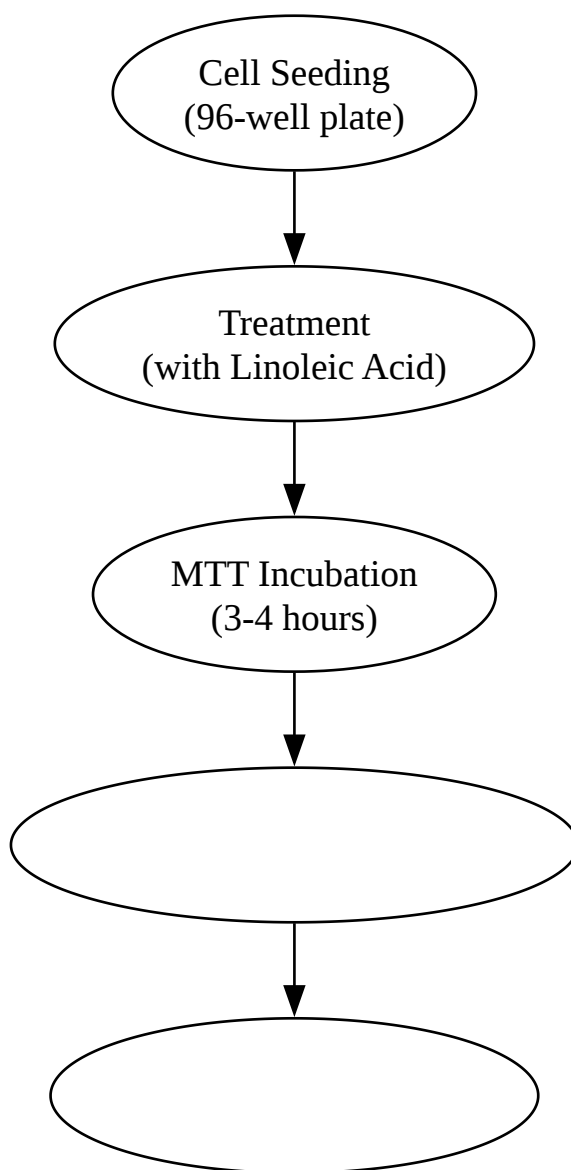 Cell Seeding
(96-well plate)
Treatment
(with Linoleic Acid)
MTT Incubation
(3-4 hours)